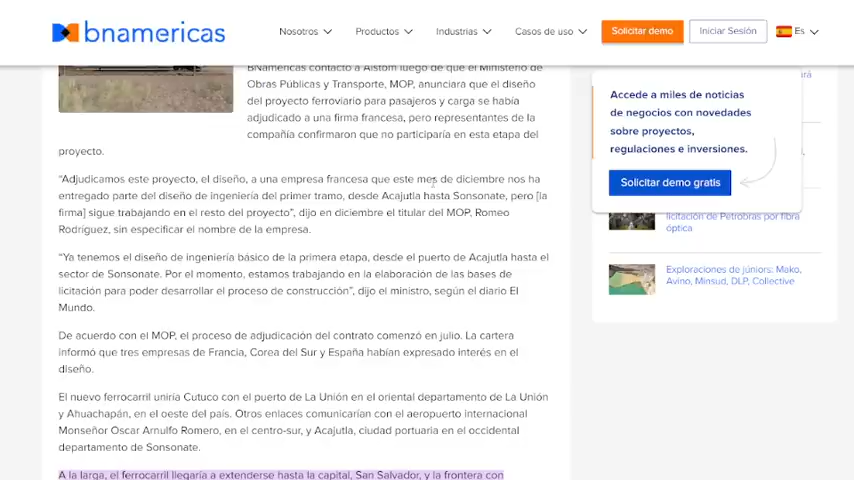 bnamericas
Nosotros
Productos
Industrias
Casos de uso
Solicitar demo
Iniciar Sesión
Es
BNamericas contactó a Alstom luego de que el Ministerio de
Obras Públicas y Transporte, MOP, anunciara que el diseño
del proyecto ferroviario para pasajeros y carga se había
adjudicado a una firma francesa, pero representantes de la
compañía confirmaron que no participaría en esta etapa del
proyecto.
“Adjudicamos este proyecto, el diseño, a una empresa francesa que este mes de diciembre nos ha
entregado parte del diseño de ingeniería del primer tramo, desde Acajutla hasta Sonsonate, pero [la
firma] sigue trabajando en el resto del proyecto”, dijo en diciembre el titular del MOP, Romeo
Rodríguez, sin especificar el nombre de la empresa.
“Ya tenemos el diseño de ingeniería básico de la primera etapa, desde el puerto de Acajutla hasta el
sector de Sonsonate. Por el momento, estamos trabajando en la elaboración de las bases de
licitación para poder desarrollar el proceso de construcción”, dijo el ministro, según el diario El
Mundo.
De acuerdo con el MOP, el proceso de adjudicación del contrato comenzó en julio. La cartera
informó que tres empresas de Francia, Corea del Sur y España habían expresado interés en el
diseño.
El nuevo ferrocarril uniría Cutuco con el puerto de La Unión en el oriental departamento de La Unión
y Ahuachapán, en el oeste del país. Otros enlaces comunicarían con el aeropuerto internacional
Monseñor Oscar Arnulfo Romero, en el centro-sur, y Acajutla, ciudad portuaria en el occidental
departamento de Sonsonate.
A la larga, el ferrocarril llegaría a extenderse hasta la capital, San Salvador, y la frontera con
Accede a miles de noticias
de negocios con novedades
sobre proyectos,
regulaciones e inversiones.
Solicitar demo gratis
licitación de Petrobras por fibra
óptica
Exploraciones de júniors: Mako,
Avino, Minsud, DLP, Collective